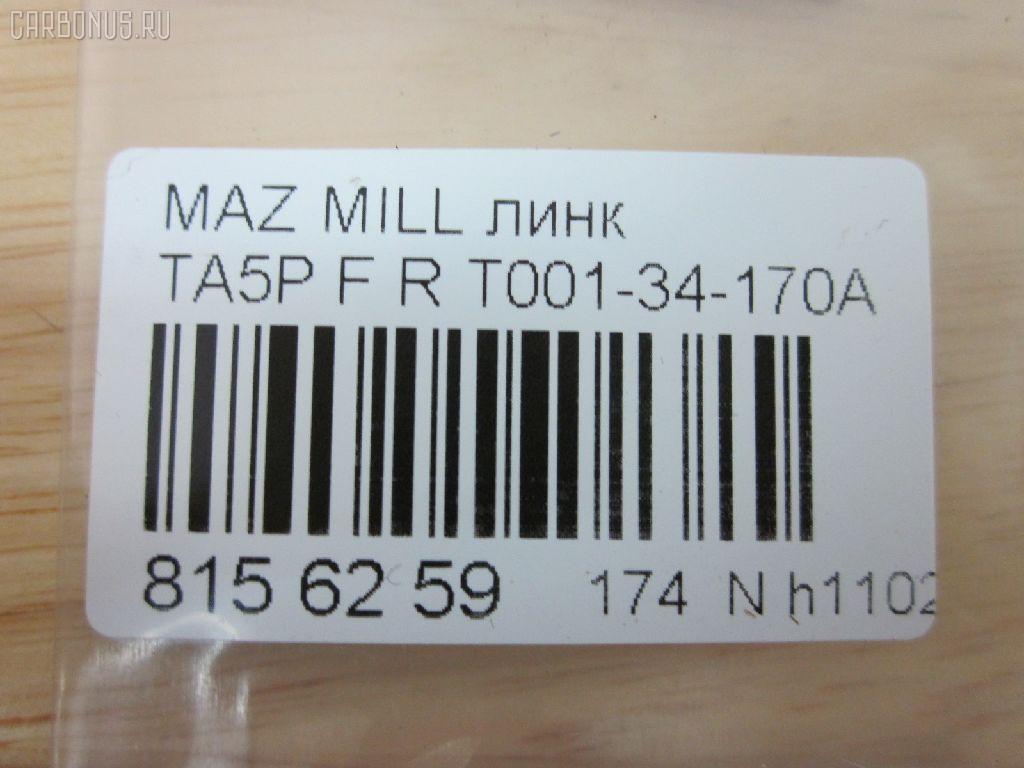 CARBONUS.RU
MAZ MILL линк
TA5P F R T001-34-170A
815 62 59 174 N h1102